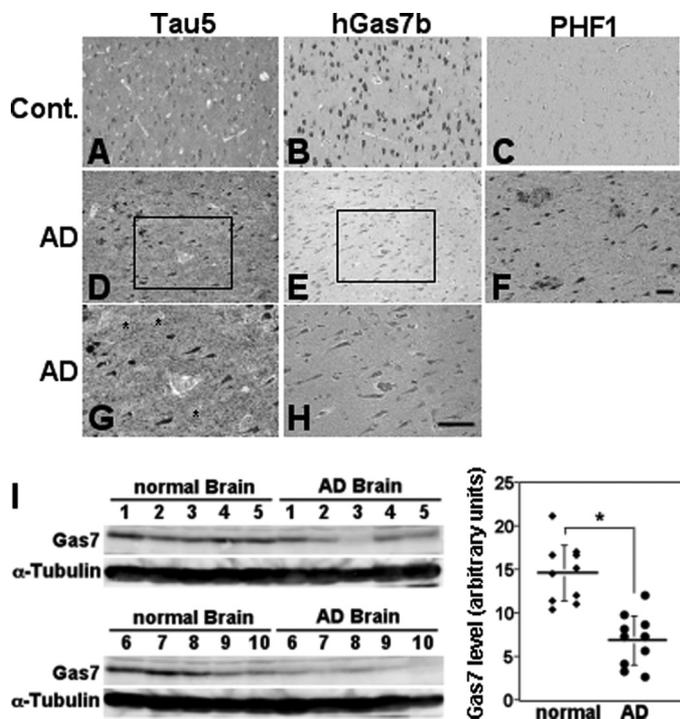 Tau5 hGas7b PHF1
Cont.
A B C
AD
D E F
AD
* * *
G H
I
normal Brain AD Brain
1 2 3 4 5 1 2 3 4 5
Gas7
α-Tubulin
normal Brain AD Brain
6 7 8 9 10 6 7 8 9 10
Gas7
α-Tubulin
Gas7 level (arbitrary units)
25
20
15
10
5
0
*
normal AD